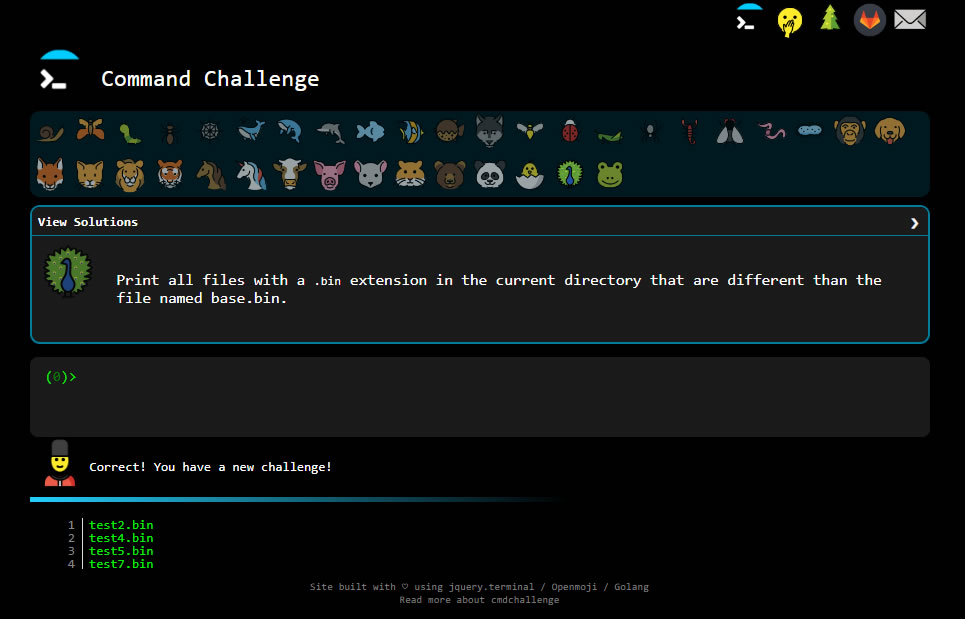 Command Challenge
View Solutions
Print all files with a .bin extension in the current directory that are different than the
file named base.bin.
(0)>
Correct! You have a new challenge!
1 test2.bin
2 test4.bin
3 test5.bin
4 test7.bin
Site built with ♡ using jquery.terminal / Openmoji / Golang
Read more about cmdchallenge